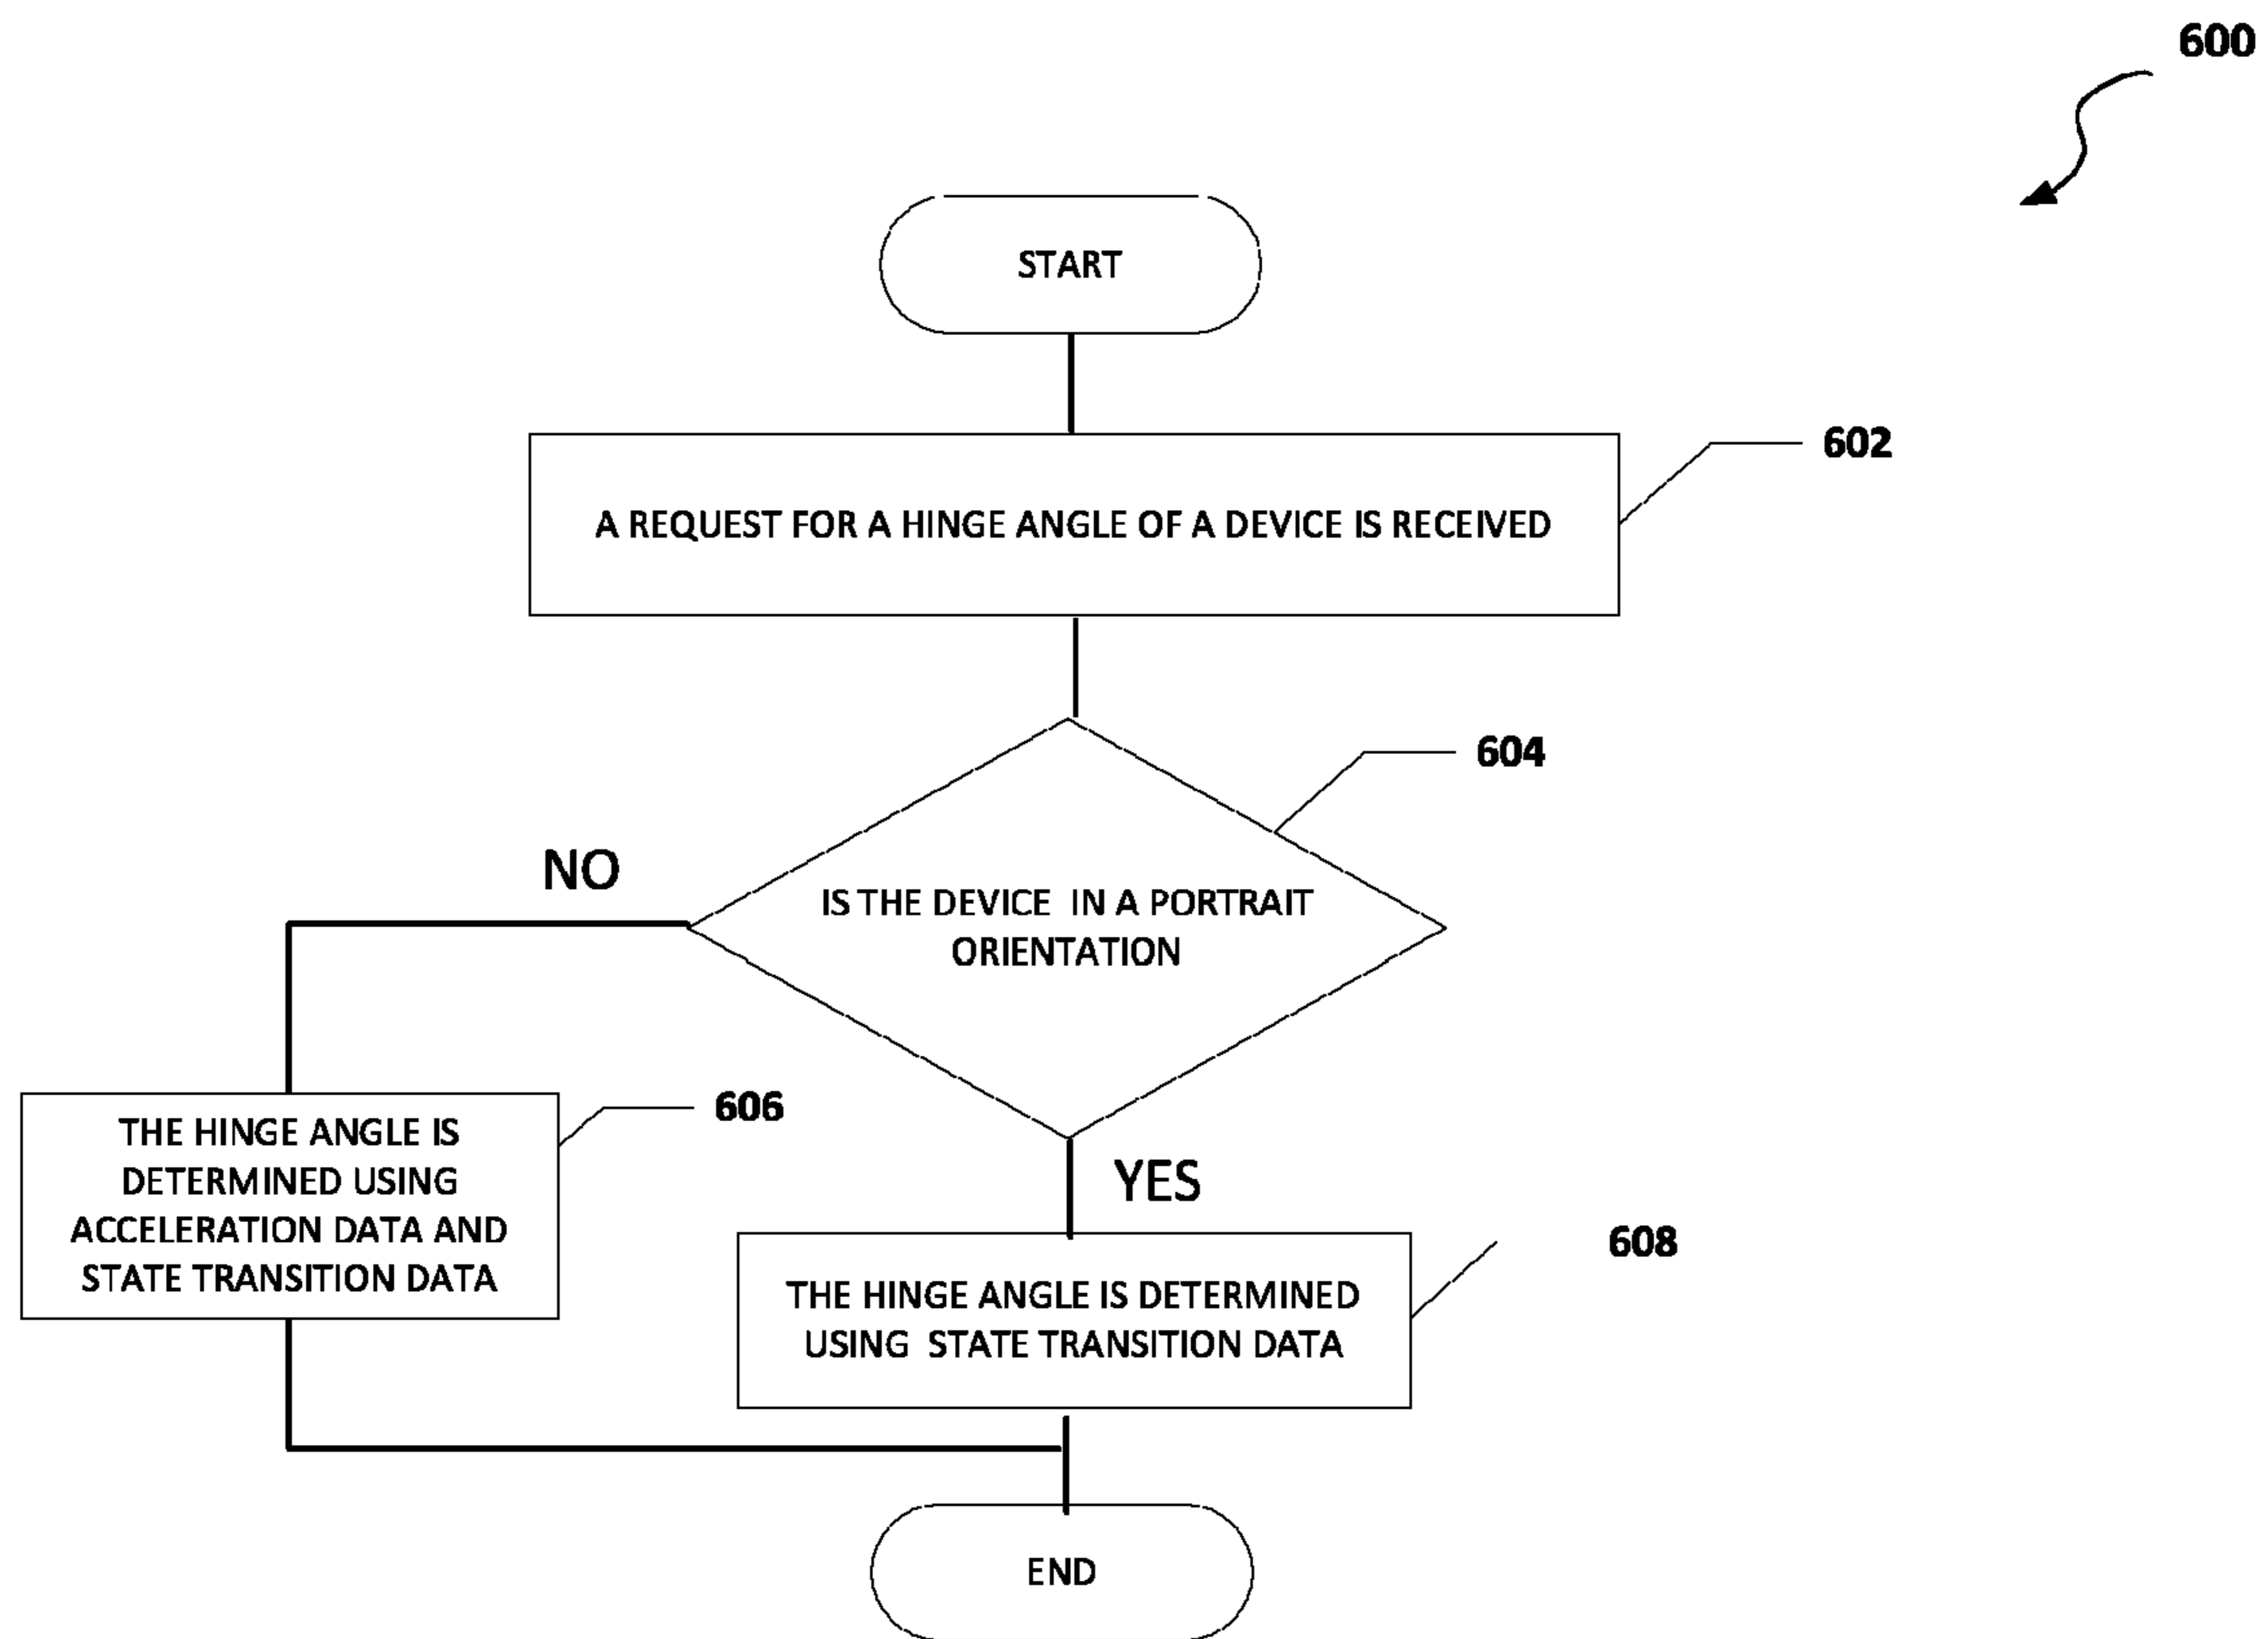 600
START
602
A REQUEST FOR A HINGE ANGLE OF A DEVICE IS RECEIVED
604
NO
IS THE DEVICE IN A PORTRAIT
ORIENTATION
606
THE HINGE ANGLE IS
DETERMINED USING
ACCELERATION DATA AND
STATE TRANSITION DATA
YES
608
THE HINGE ANGLE IS DETERMINED
USING STATE TRANSITION DATA
END